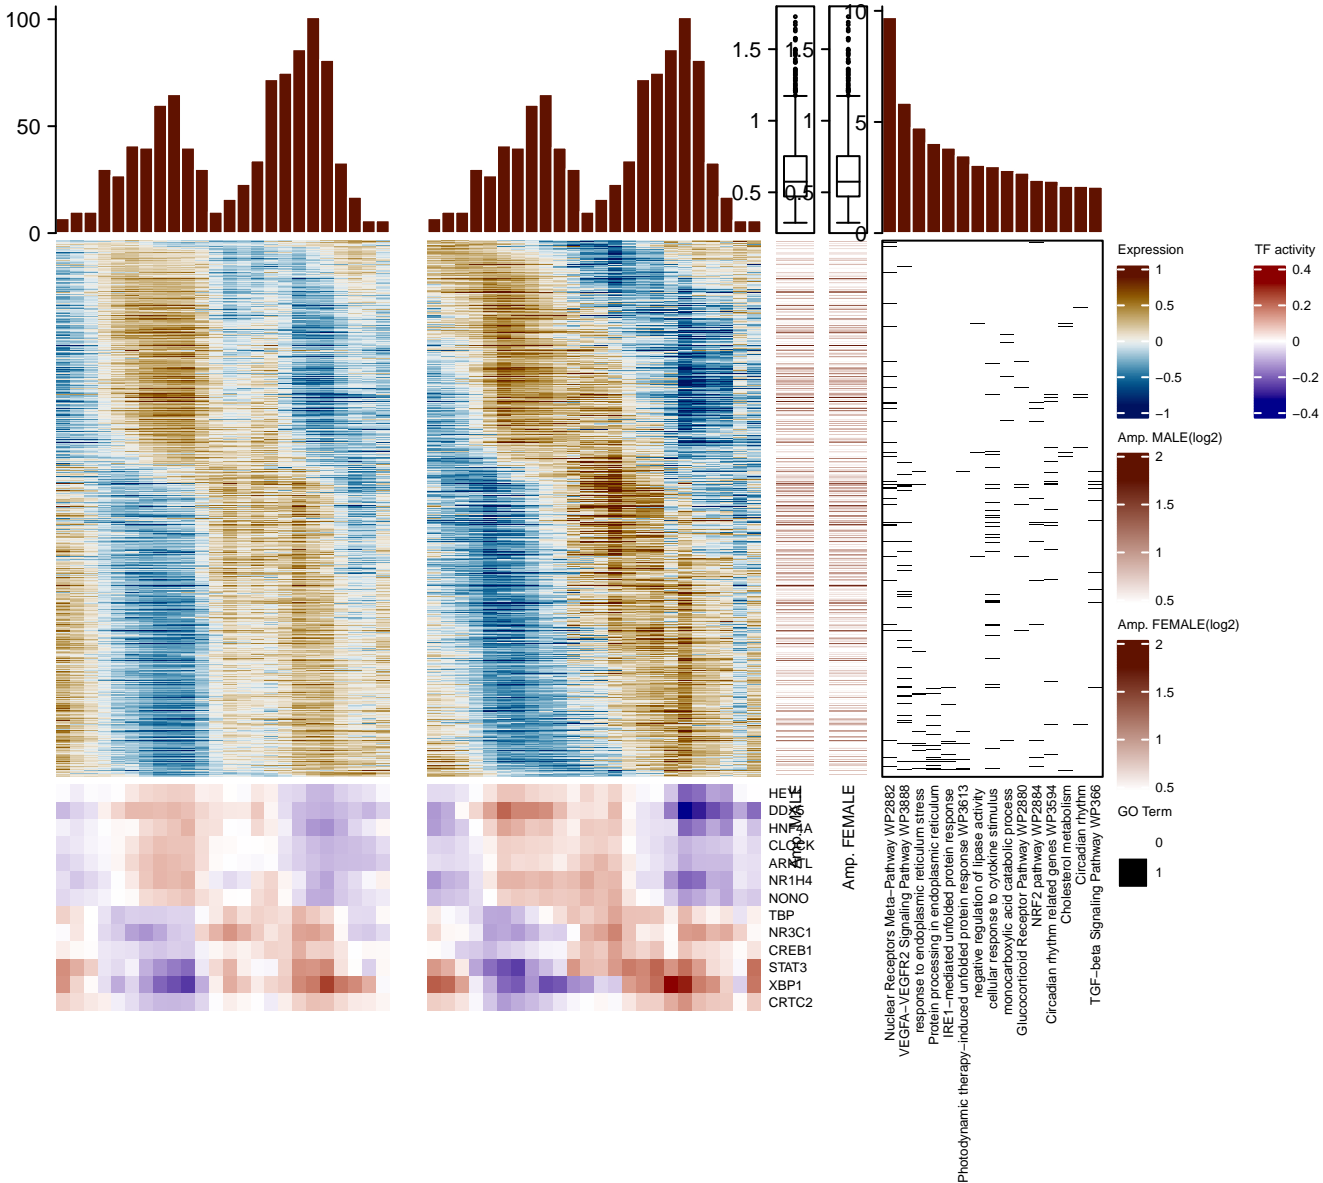 100
50
0
1.5
1
0.5
1.5
1
0.5
10
5
0
Expression
1
0.5
0
−0.5
−1
TF activity
0.4
0.2
0
−0.2
−0.4
Amp. MALE(log2)
2
1.5
1
0.5
Amp. FEMALE(log2)
2
1.5
1
0.5
GO Term
0
1
DDX5
HNF4A
CLOCK
ARNTL
NR1H4
NONO
TBP
NR3C1
CREB1
STAT3
XBP1
CRTC2
Amp. MALE
Amp. FEMALE
Nuclear Receptors Meta−Pathway WP2882
VEGFA−VEGFR2 Signaling Pathway WP3888
response to endoplasmic reticulum stress
Protein processing in endoplasmic reticulum
IRE1−mediated unfolded protein response
Photodynamic therapy−induced unfolded protein response WP3613
negative regulation of lipase activity
cellular response to cytokine stimulus
monocarboxylic acid catabolic process
Glucocorticoid Receptor Pathway WP2880
NRF2 pathway WP2884
Circadian rhythm related genes WP3594
Cholesterol metabolism
Circadian rhythm
TGF−beta Signaling Pathway WP366